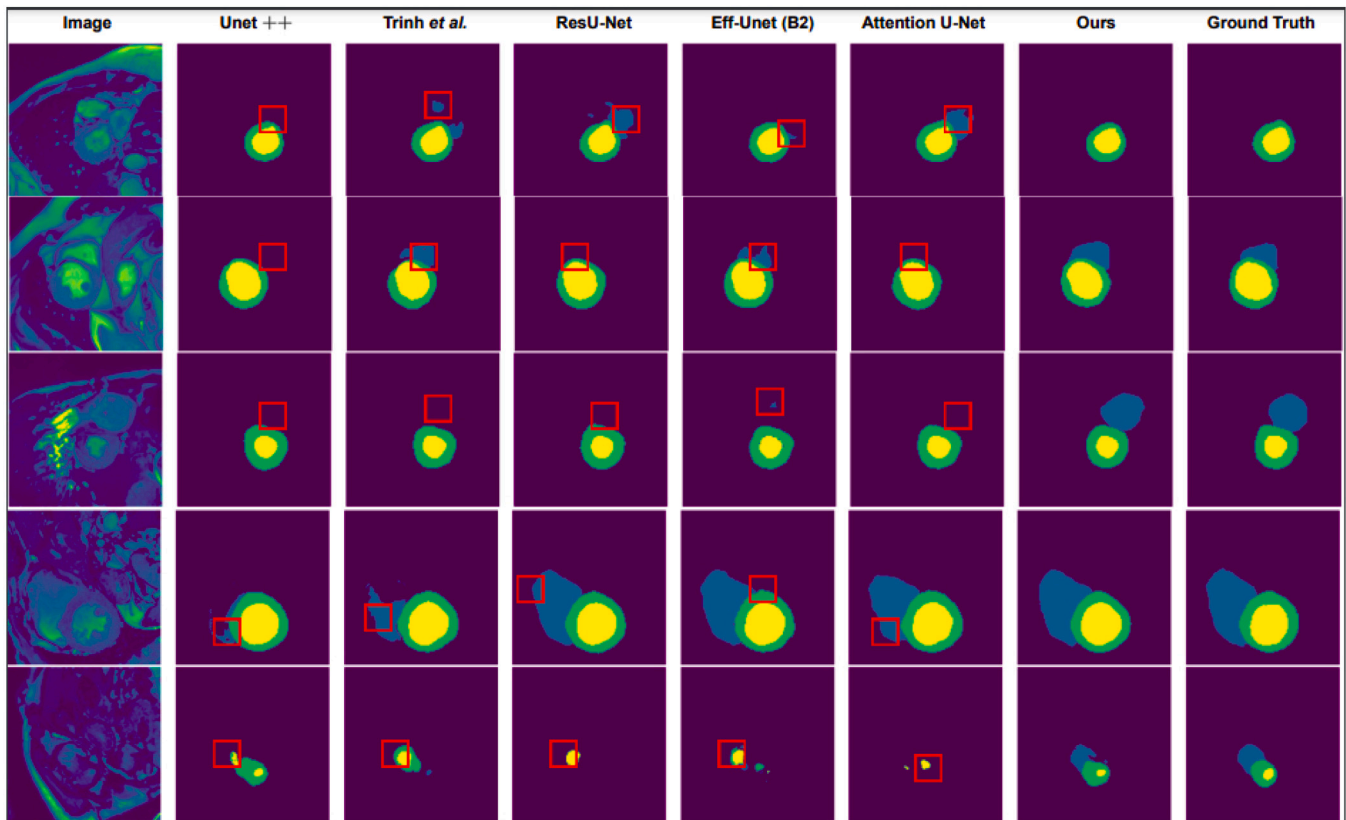 Image Unet ++ Trinh et al. ResU-Net Eff-Unet (B2) Attention U-Net Ours Ground Truth